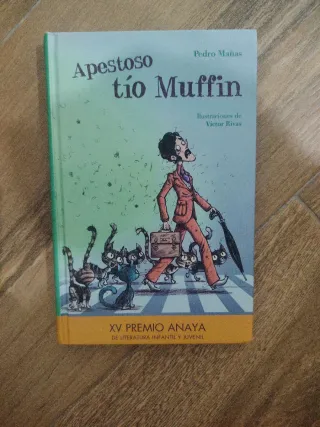 Pedro Mañas
Apestoso
tío Muffin
Ilustraciones de
Víctor Rivas
XV PREMIO ANAYA
DE LITERATURA INFANTIL Y JUVENIL